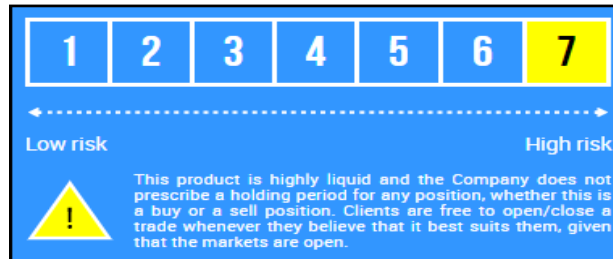 1 2 3 4 5 6 7
Low risk High risk
!
This product is highly liquid and the Company does not
prescribe a holding period for any position, whether this is
a buy or a sell position. Clients are free to open/close a
trade whenever they believe that it best suits them, given
that the markets are open.